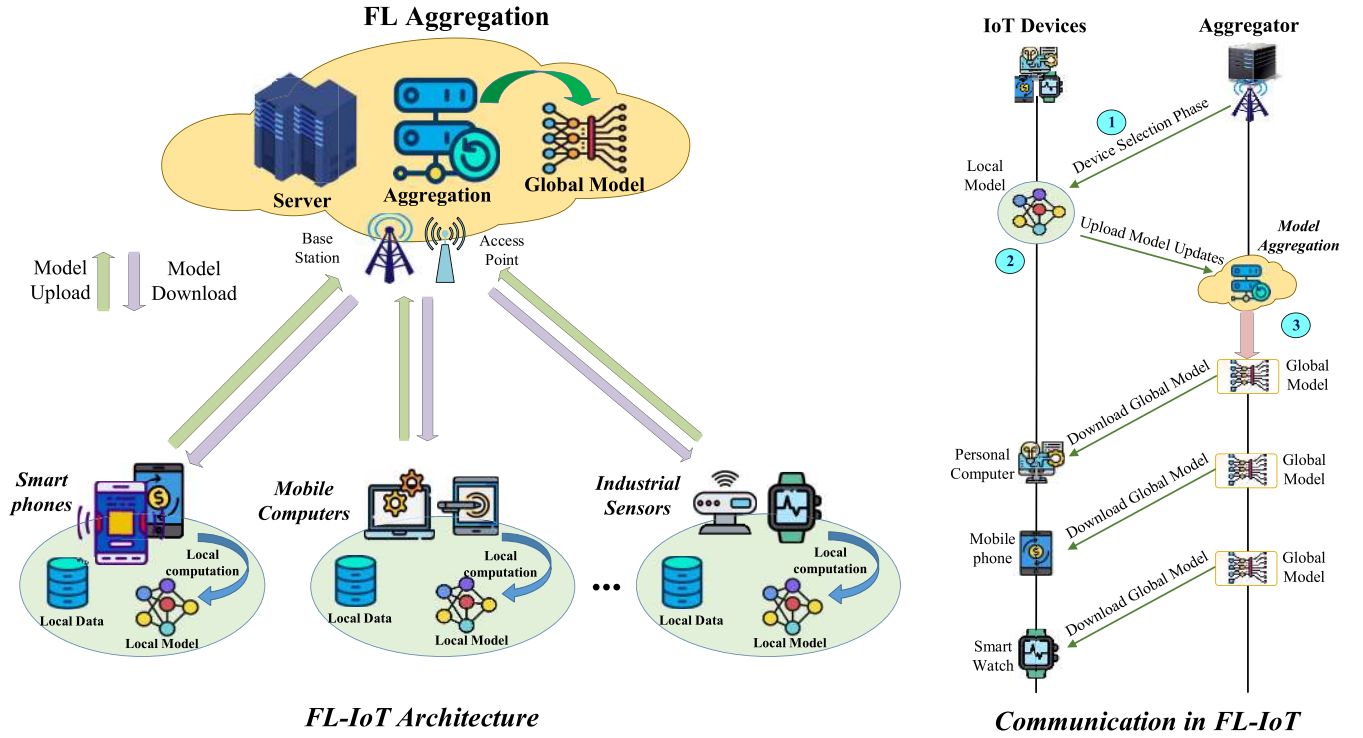 FL Aggregation
Server
Aggregation
Global Model
Base
Station
Access
Point
Model
Upload
Model
Download
Smart
phones
Local
computation
Local Data
Local Model
Mobile
Computers
Local
computation
Local Data
Local Model
...
Industrial
Sensors
Local
computation
Local Data
Local Model
FL-IoT Architecture
IoT Devices
Aggregator
1
Device Selection Phase
Local
Model
2
Upload Model Updates
Model
Aggregation
3
Global
Model
Download Global Model
Personal
Computer
Global
Model
Download Global Model
Mobile
phone
Global
Model
Download Global Model
Smart
Watch
Communication in FL-IoT